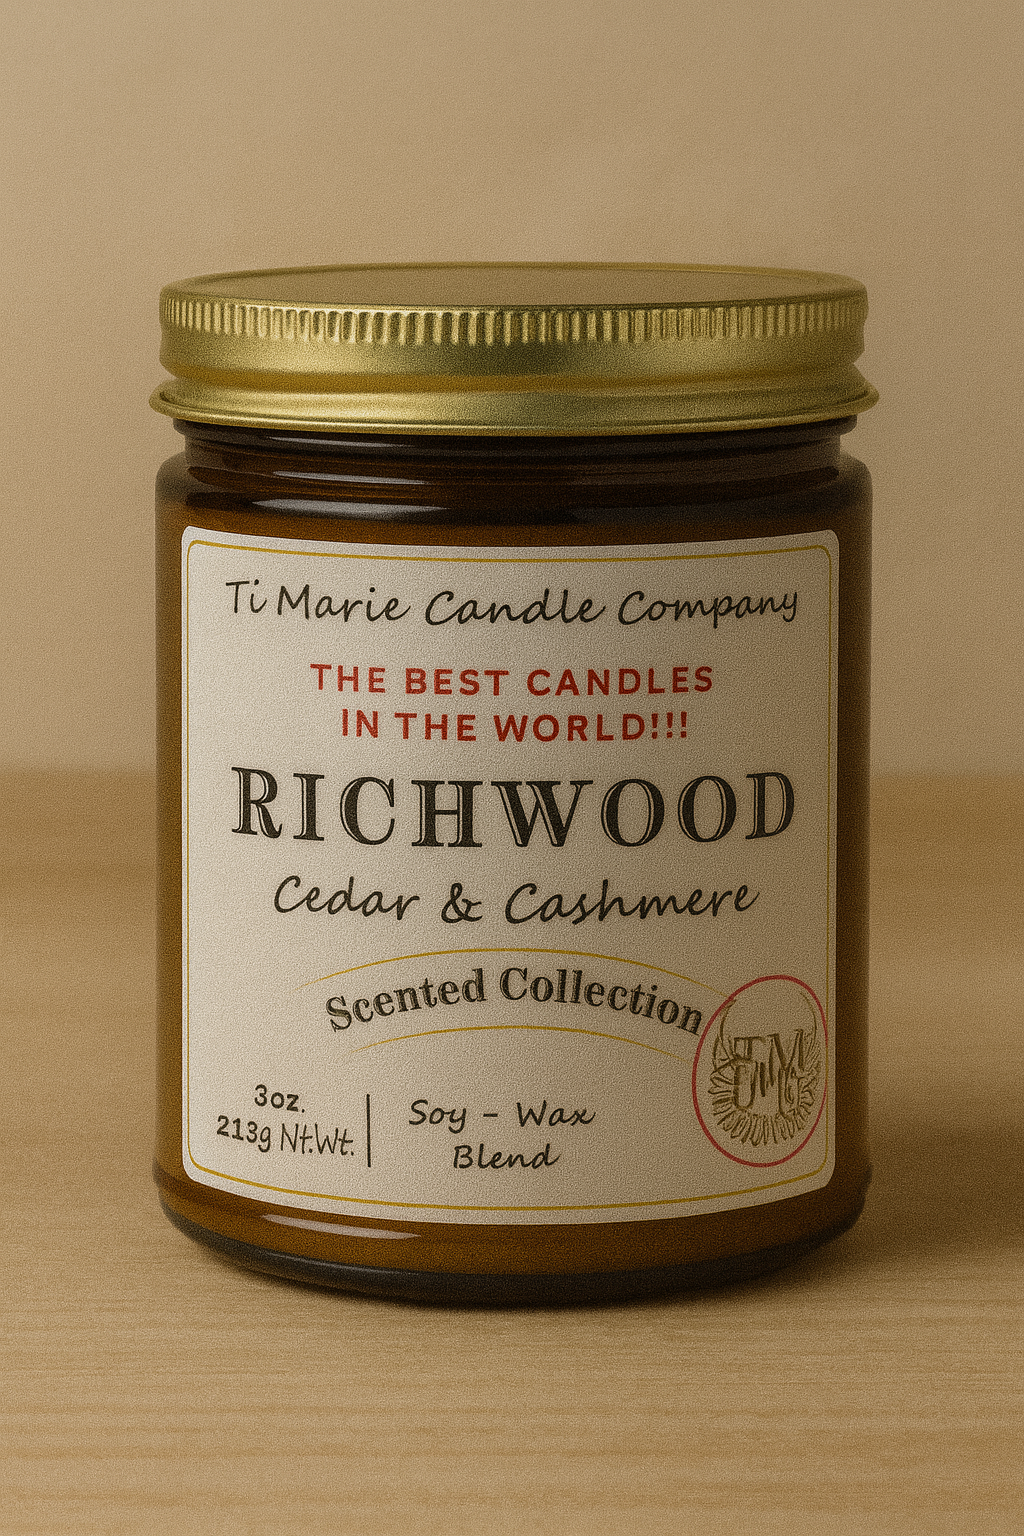 Ti Marie Candle Company
THE BEST CANDLES
IN THE WORLD!!!
RICHWOOD
Cedar & Cashmere
Scented Collection
3oz.
213g Nt.Wt.
Soy - Wax
Blend